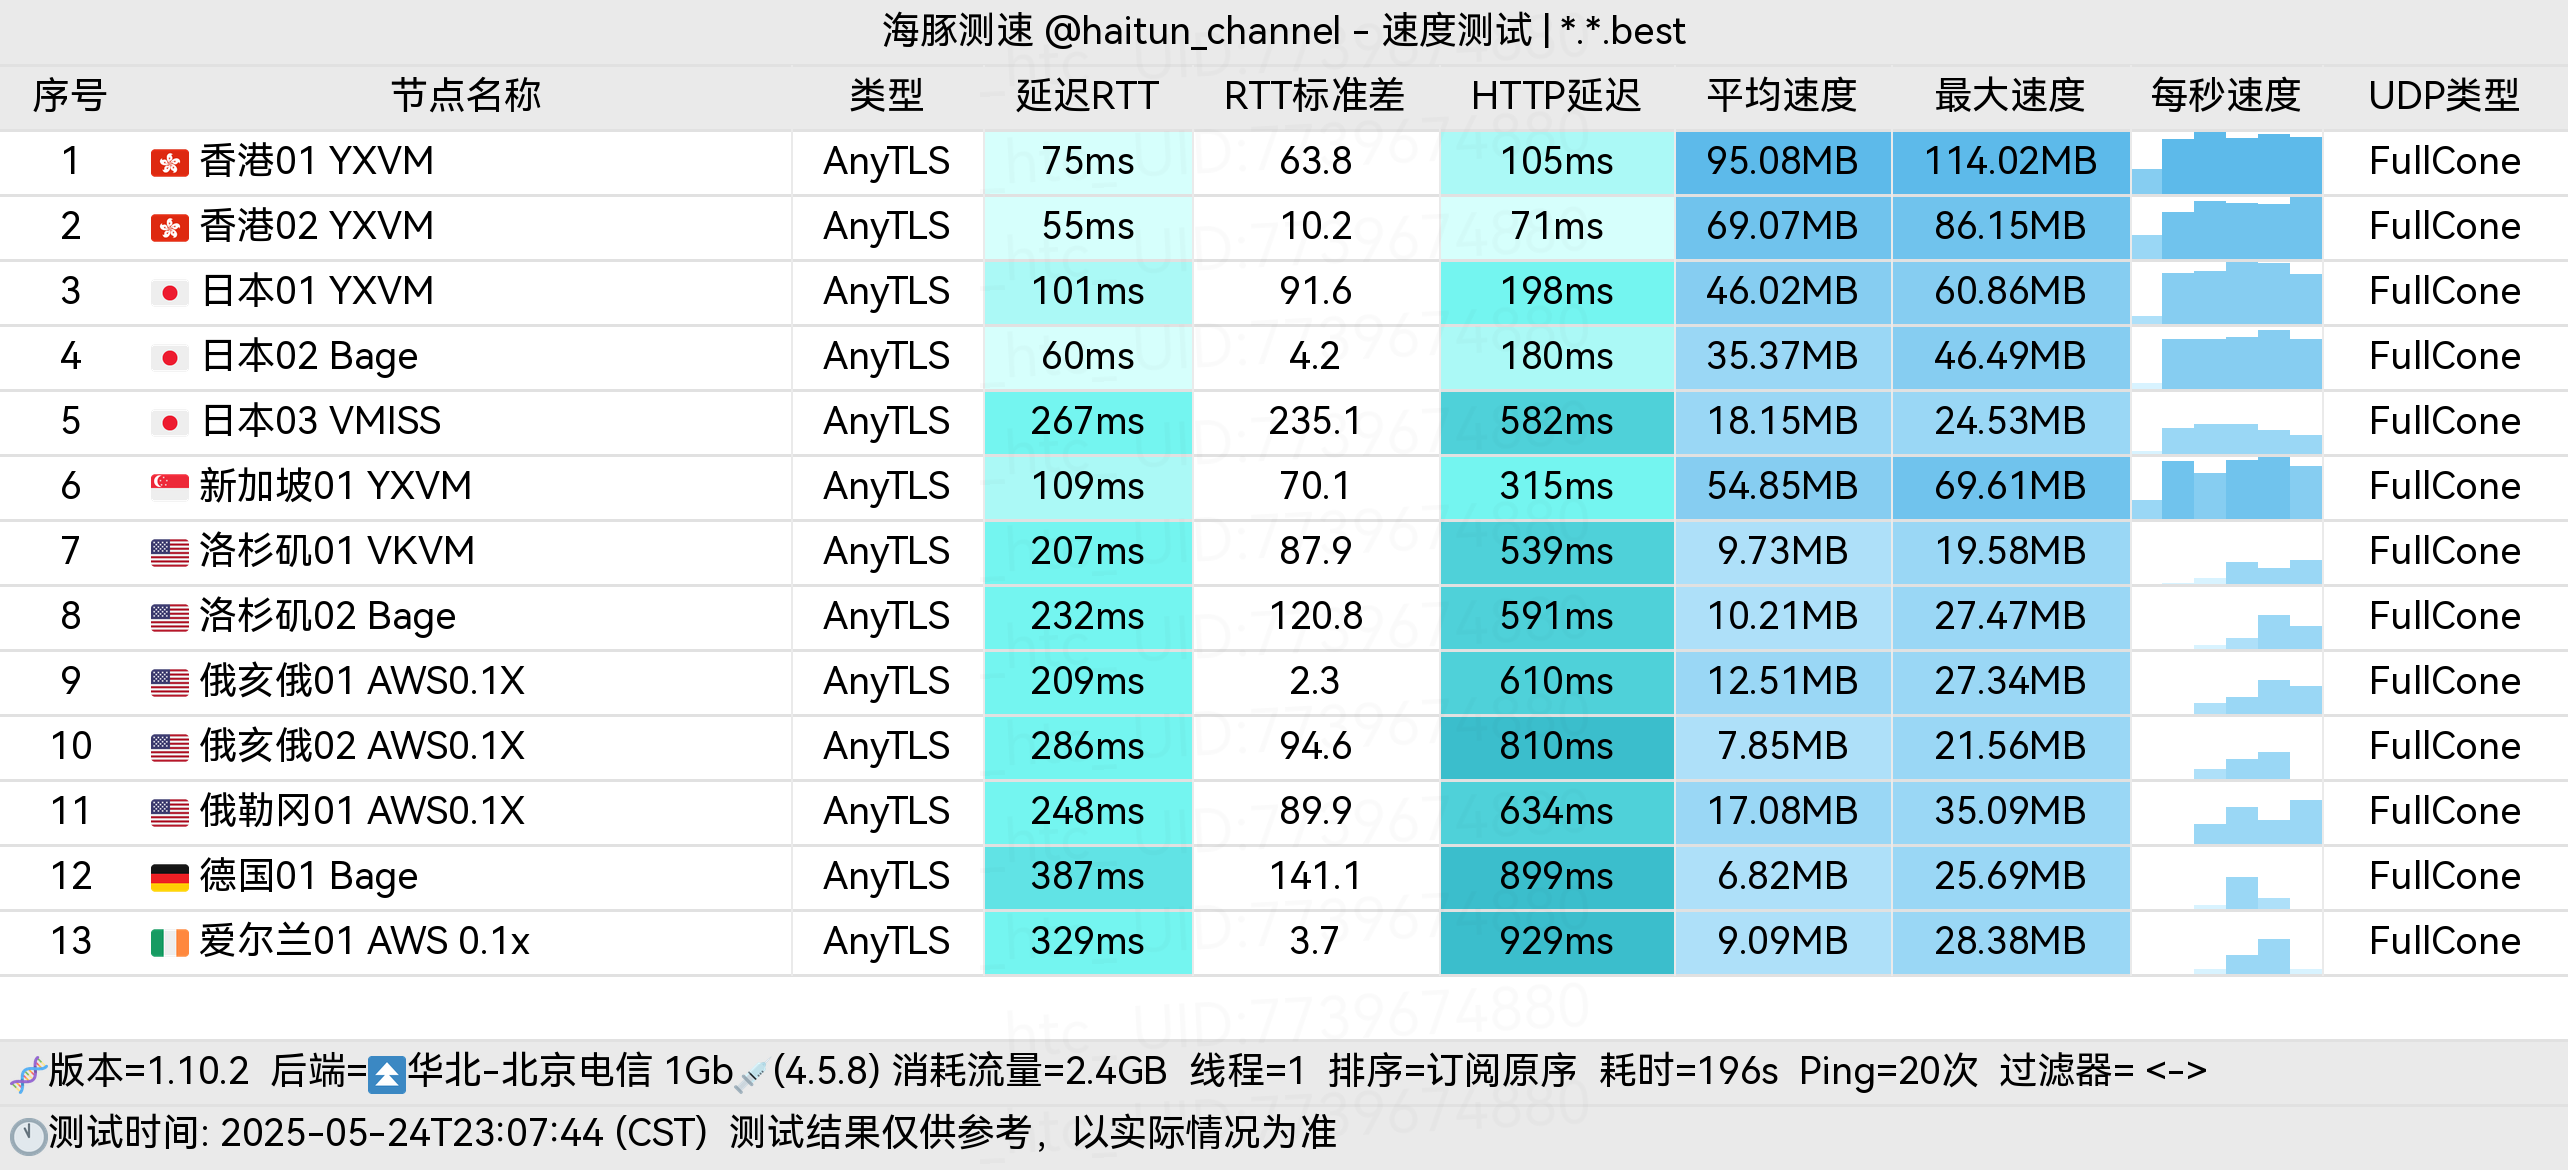 海豚测速 @haitun_channel - 速度测试 | *.*.best
序号 节点名称 类型 延迟RTT RTT标准差 HTTP延迟 平均速度 最大速度 每秒速度 UDP类型
1 香港01 YXVM AnyTLS 75ms 63.8 105ms 95.08MB 114.02MB FullCone
2 香港02 YXVM AnyTLS 55ms 10.2 71ms 69.07MB 86.15MB FullCone
3 日本01 YXVM AnyTLS 101ms 91.6 198ms 46.02MB 60.86MB FullCone
4 日本02 Bage AnyTLS 60ms 4.2 180ms 35.37MB 46.49MB FullCone
5 日本03 VMISS AnyTLS 267ms 235.1 582ms 18.15MB 24.53MB FullCone
6 新加坡01 YXVM AnyTLS 109ms 70.1 315ms 54.85MB 69.61MB FullCone
7 洛杉矶01 VKVM AnyTLS 207ms 87.9 539ms 9.73MB 19.58MB FullCone
8 洛杉矶02 Bage AnyTLS 232ms 120.8 591ms 10.21MB 27.47MB FullCone
9 俄亥俄01 AWS0.1X AnyTLS 209ms 2.3 610ms 12.51MB 27.34MB FullCone
10 俄亥俄02 AWS0.1X AnyTLS 286ms 94.6 810ms 7.85MB 21.56MB FullCone
11 俄勒冈01 AWS0.1X AnyTLS 248ms 89.9 634ms 17.08MB 35.09MB FullCone
12 德国01 Bage AnyTLS 387ms 141.1 899ms 6.82MB 25.69MB FullCone
13 爱尔兰01 AWS 0.1x AnyTLS 329ms 3.7 929ms 9.09MB 28.38MB FullCone
_htc_ UID:7739674880
版本=1.10.2 后端=华北-北京电信 1Gb(4.5.8) 消耗流量=2.4GB 线程=1 排序=订阅原序 耗时=196s Ping=20次 过滤器= <->
测试时间: 2025-05-24T23:07:44 (CST) 测试结果仅供参考，以实际情况为准